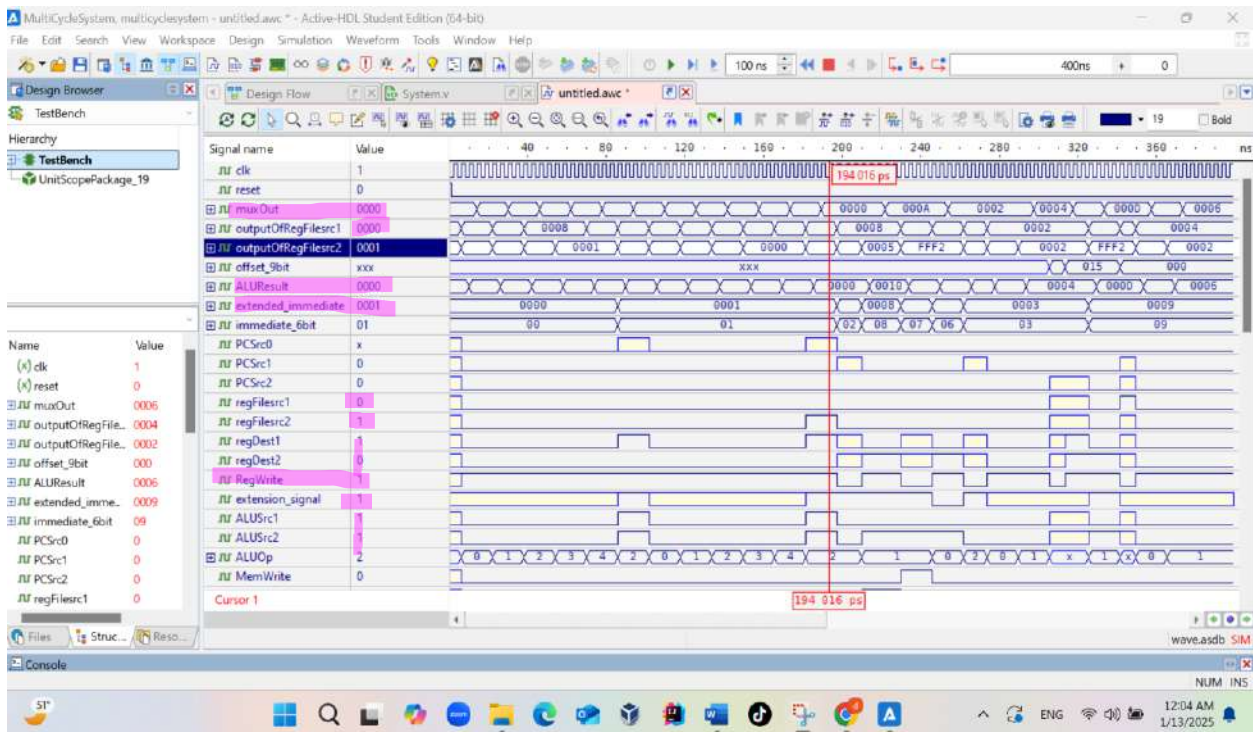 MultiCycleSystem, multicyclesystem - untitled.awc * - Active-HDL Student Edition (64-bit)
File Edit Search View Workspace Design Simulation Waveform Tools Window Help
100 ns 400ns + 0
Design Browser
TestBench
Hierarchy
TestBench
UnitScopePackage_19
Name Value
(x) clk 1
(x) reset 0
muxOut 0006
outputOfRegFile.. 0004
outputOfRegFile.. 0002
offset_9bit 000
ALUResult 0006
extended_imme.. 0009
immediate_6bit 09
PCSrc0 0
PCSrc1 0
PCSrc2 0
regFilesrc1 0
Files Struc... Reso...
Design Flow System.v untitled.awc *
19 Bold
Signal name Value 40 80 120 160 200 240 280 320 360 ns
clk 1 194 016 ps
reset 0
muxOut 0000 0000 000A 0002 0004 000D 0006
outputOfRegFilesrc1 0000 0008 0008 0002 0004
outputOfRegFilesrc2 0001 0001 0000 0005 FFF2 0002 FFF2 0002
offset_9bit xxx xxx 015 000
ALUResult 0000 0000 0010 0004 000D 0006
extended_immediate 0001 0000 0001 0008 0003 0009
immediate_6bit 01 00 01 02 08 07 06 03 09
PCSrc0 x
PCSrc1 0
PCSrc2 0
regFilesrc1 0
regFilesrc2 1
regDest1 1
regDest2 0
RegWrite 1
extension_signal 1
ALUSrc1 1
ALUSrc2 1
ALUOp 2 0 1 2 3 4 2 0 1 2 3 4 2 1 0 2 0 1 x 1 x 0 1
MemWrite 0
Cursor 1 194 016 ps
wave.asdb SIM
Console
NUM INS
51°
ENG
12:04 AM
1/13/2025